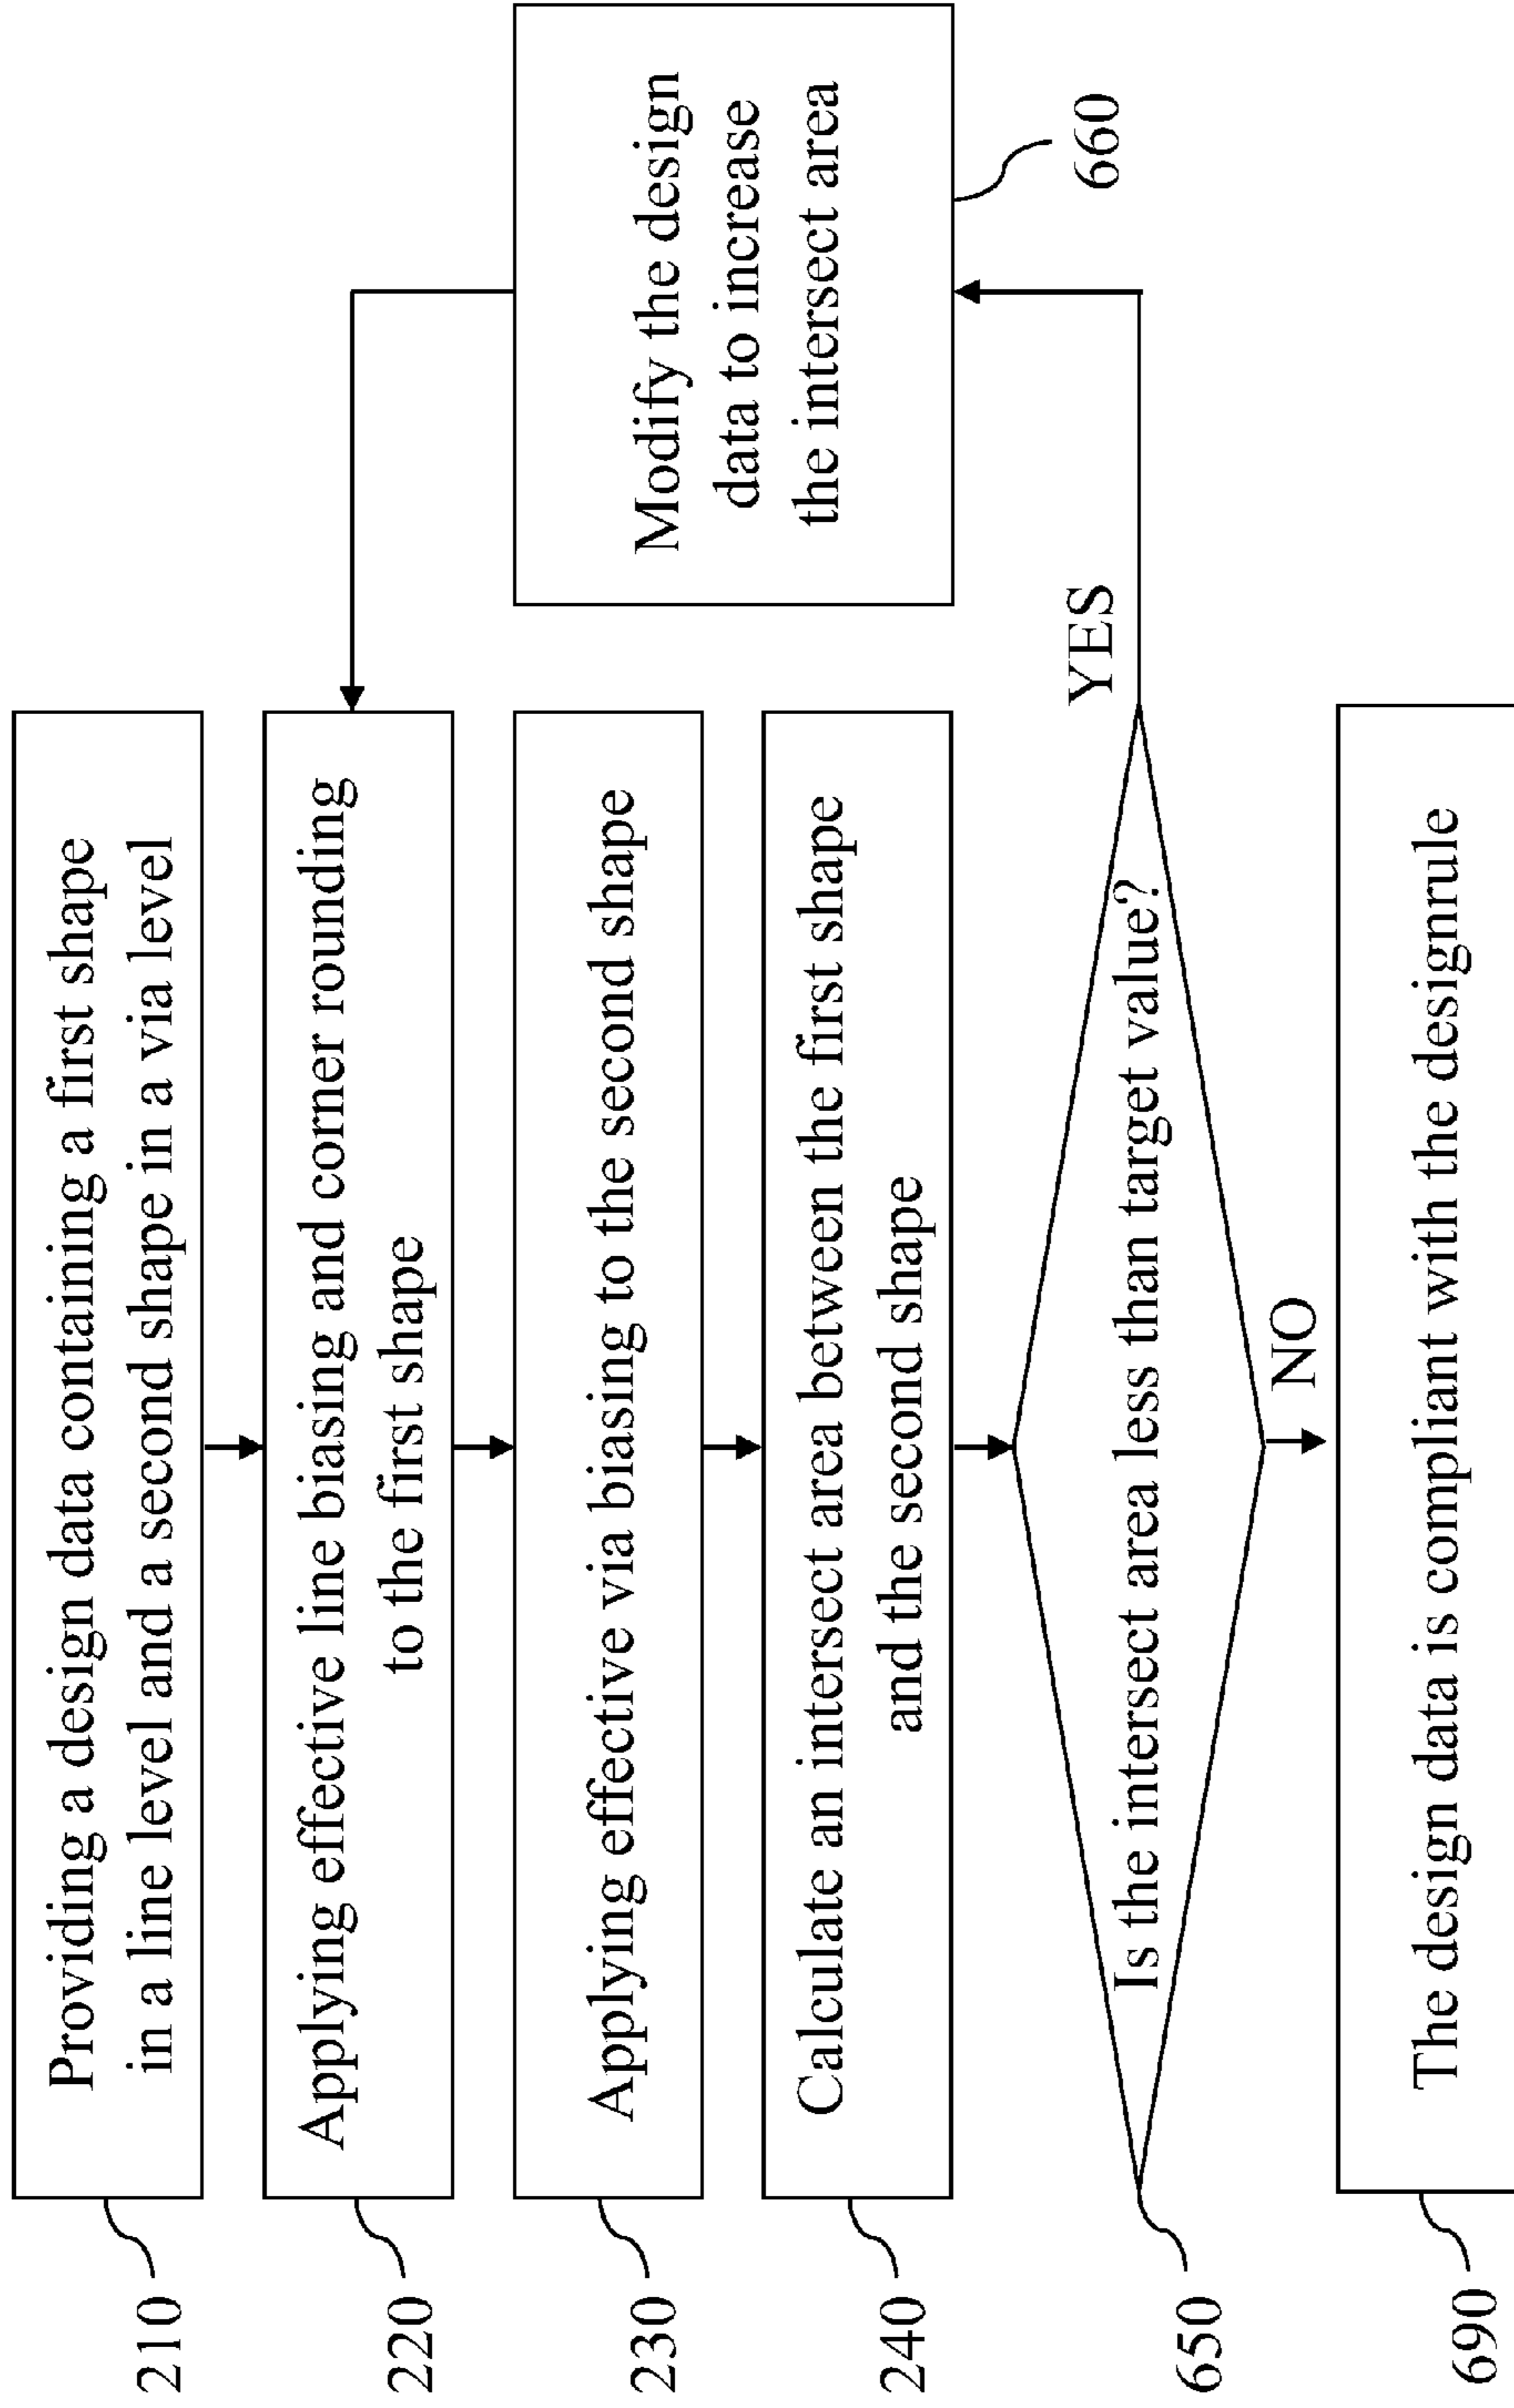 210
Providing a design data containing a first shape
in a line level and a second shape in a via level
220
Applying effective line biasing and corner rounding
to the first shape
230
Applying effective via biasing to the second shape
240
Calculate an intersect area between the first shape
and the second shape
650
Is the intersect area less than target value?
YES
Modify the design
data to increase
the intersect area
660
NO
690
The design data is compliant with the designrule